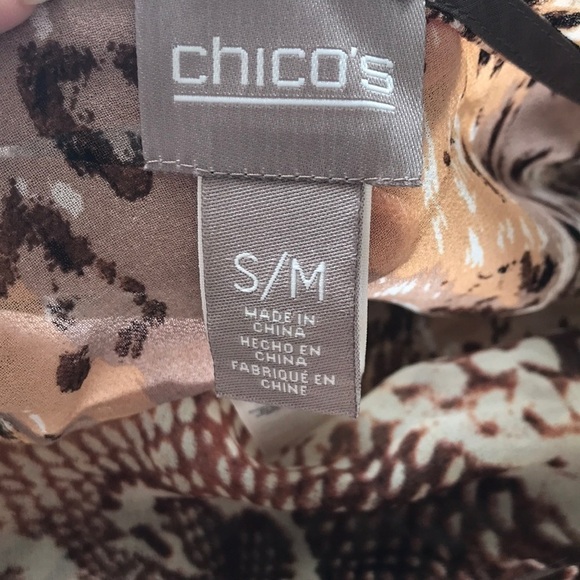 chico's
S/M
MADE IN
CHINA
HECHO EN
CHINA
FABRIQUÉ EN
CHINE